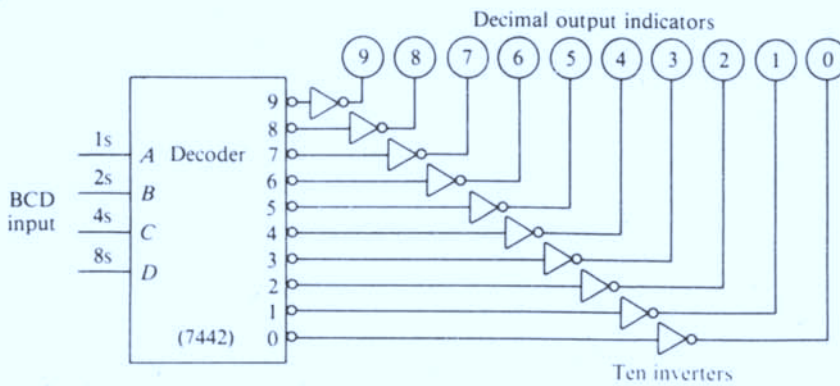 Decimal output indicators
9 8 7 6 5 4 3 2 1 0
9
8
1s A Decoder 7
2s B 6
BCD
input
5
4s C 4
8s D 3
2
1
(7442) 0
Ten inverters